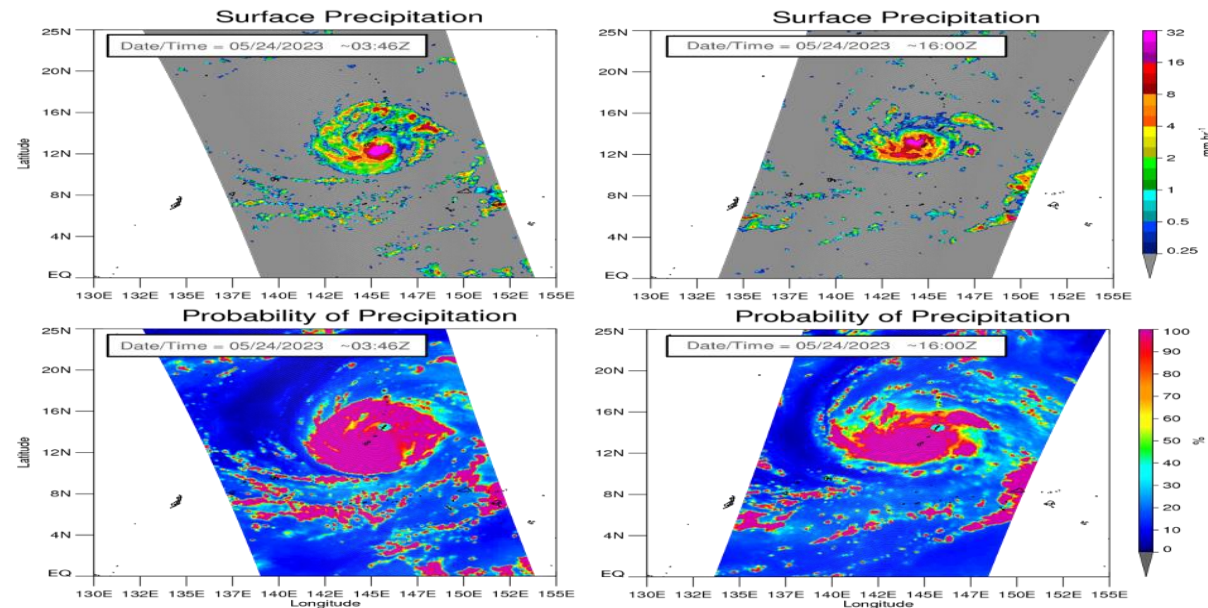 Surface Precipitation
Date/Time = 05/24/2023 ~03:46Z
25N
20N
16N
12N
8N
4N
EQ
Latitude
130E 132E 135E 137E 140E 142E 145E 147E 150E 152E 155E
Surface Precipitation
Date/Time = 05/24/2023 ~16:00Z
25N
20N
16N
12N
8N
4N
EQ
130E 132E 135E 137E 140E 142E 145E 147E 150E 152E 155E
32
16
8
4
2
1
0.5
0.25
mm hr⁻¹
Probability of Precipitation
Date/Time = 05/24/2023 ~03:46Z
25N
20N
16N
12N
8N
4N
EQ
Latitude
130E 132E 135E 137E 140E 142E 145E 147E 150E 152E 155E
Longitude
Probability of Precipitation
Date/Time = 05/24/2023 ~16:00Z
25N
20N
16N
12N
8N
4N
EQ
130E 132E 135E 137E 140E 142E 145E 147E 150E 152E 155E
Longitude
100
90
80
70
60
50
40
30
20
10
0
%